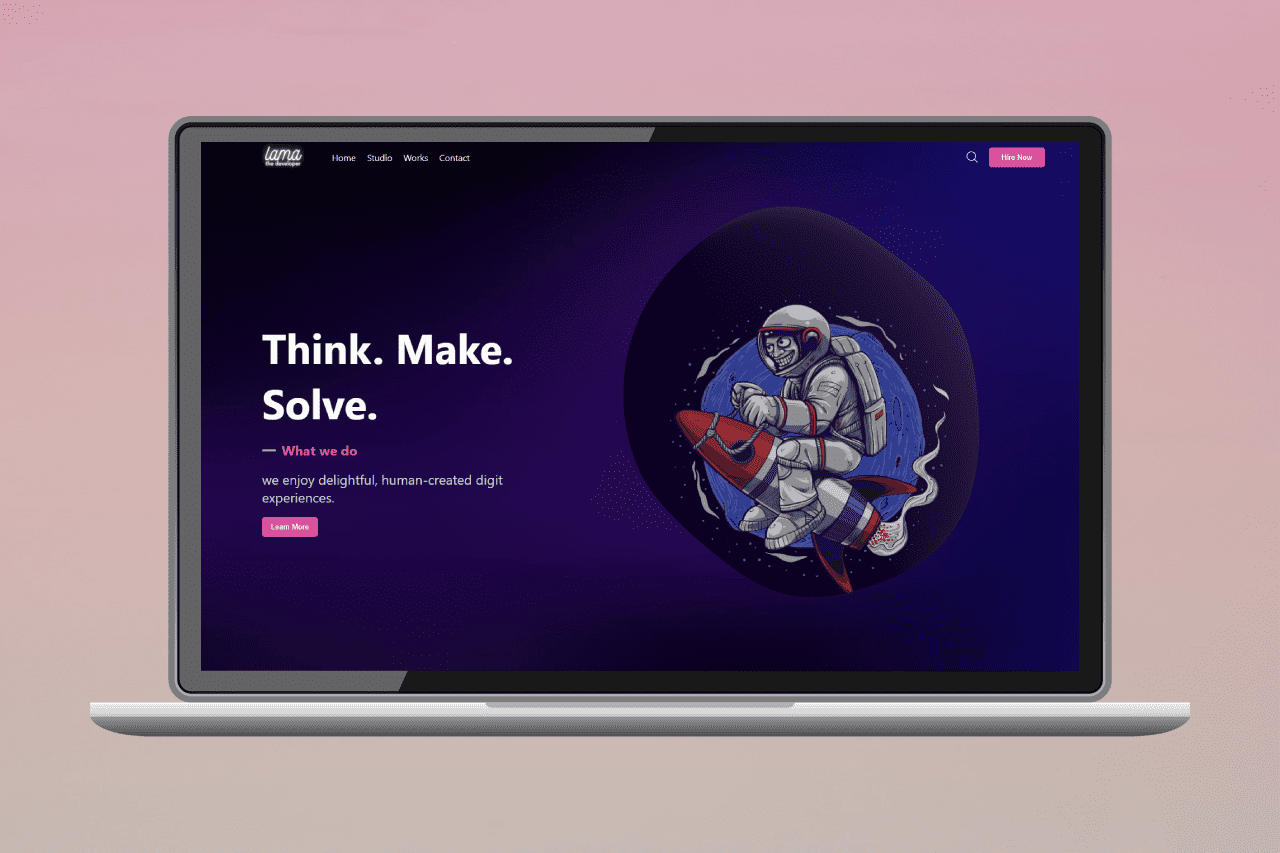 lama
the developer
Home Studio Works Contact
Hire Now
Think. Make.
Solve.
What we do
we enjoy delightful, human-created digit
experiences.
Learn More